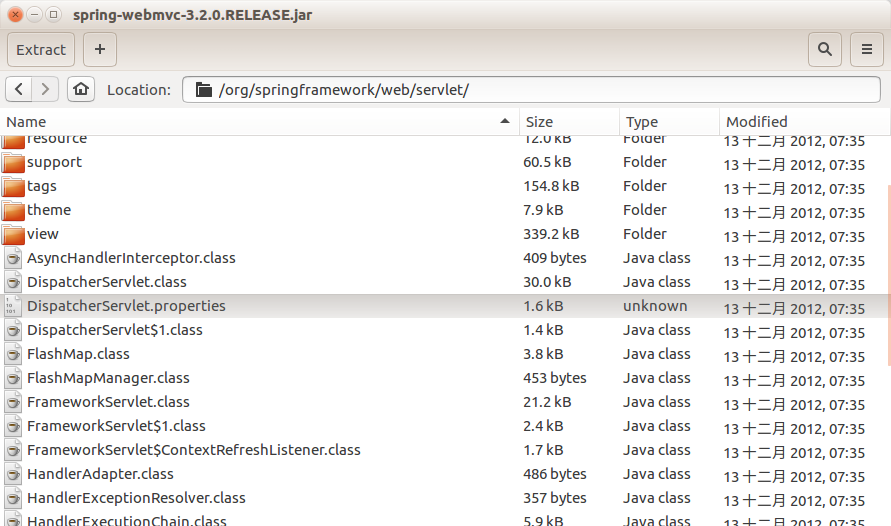 spring-webmvc-3.2.0.RELEASE.jar
Extract
Location: /org/springframework/web/servlet/
Name Size Type Modified
resource 12.0 kB Folder 13 十二月 2012, 07:35
support 60.5 kB Folder 13 十二月 2012, 07:35
tags 154.8 kB Folder 13 十二月 2012, 07:35
theme 7.9 kB Folder 13 十二月 2012, 07:35
view 339.2 kB Folder 13 十二月 2012, 07:35
AsyncHandlerInterceptor.class 409 bytes Java class 13 十二月 2012, 07:35
DispatcherServlet.class 30.0 kB Java class 13 十二月 2012, 07:35
DispatcherServlet.properties 1.6 kB unknown 13 十二月 2012, 07:35
DispatcherServlet$1.class 1.4 kB Java class 13 十二月 2012, 07:35
FlashMap.class 3.8 kB Java class 13 十二月 2012, 07:35
FlashMapManager.class 453 bytes Java class 13 十二月 2012, 07:35
FrameworkServlet.class 21.2 kB Java class 13 十二月 2012, 07:35
FrameworkServlet$1.class 2.4 kB Java class 13 十二月 2012, 07:35
FrameworkServlet$ContextRefreshListener.class 1.7 kB Java class 13 十二月 2012, 07:35
HandlerAdapter.class 486 bytes Java class 13 十二月 2012, 07:35
HandlerExceptionResolver.class 357 bytes Java class 13 十二月 2012, 07:35
HandlerExecutionChain.class 5.9 kB Java class 13 十二月 2012, 07:35